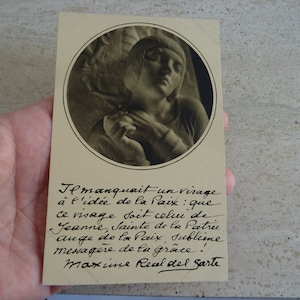 Il manquait un visage
à l'idée de la Paix : que
ce visage soit celui de
Jeanne, Sainte de la Patrie
ange de la Paix, sublime
messagère de la grâce !
Maxime Real del Sarte